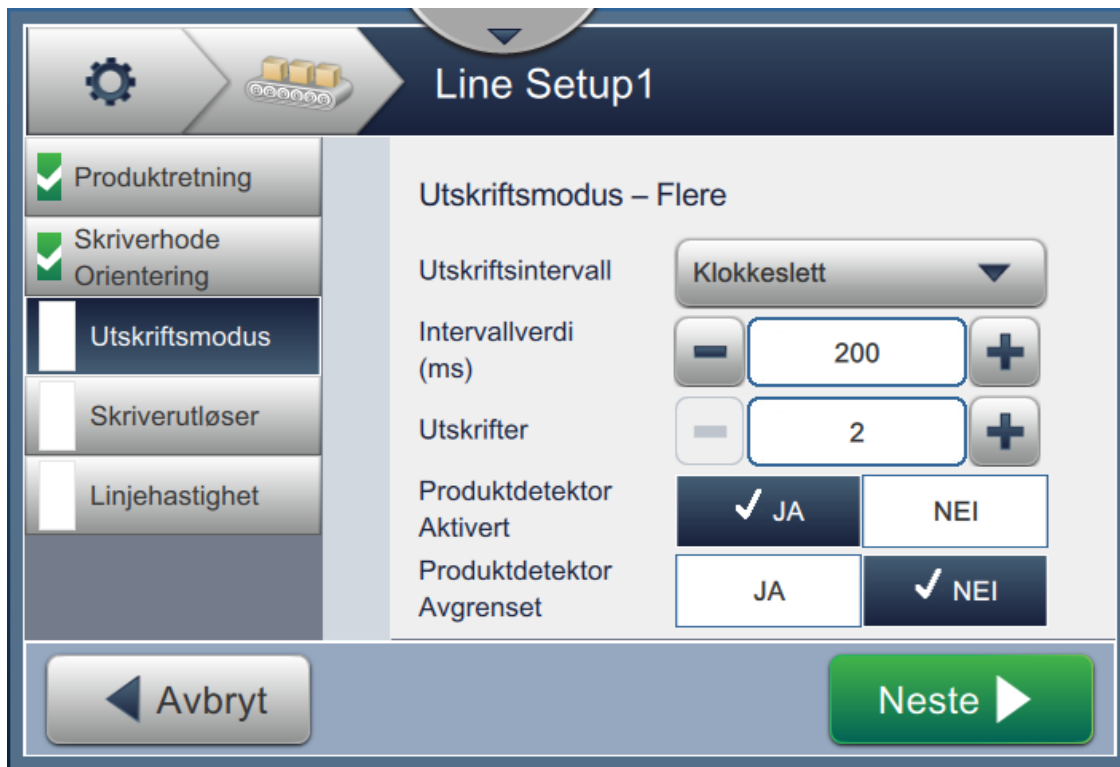 Line Setup1
Produktretning
Skriverhode
Orientering
Utskriftsmodus
Skriverutløser
Linjehastighet
Utskriftsmodus – Flere
Utskriftsintervall
Klokkeslett
Intervallverdi
(ms)
200
Utskrifter
2
Produktdetektor
Aktivert
JA
NEI
Produktdetektor
Avgrenset
JA
NEI
Avbryt
Neste